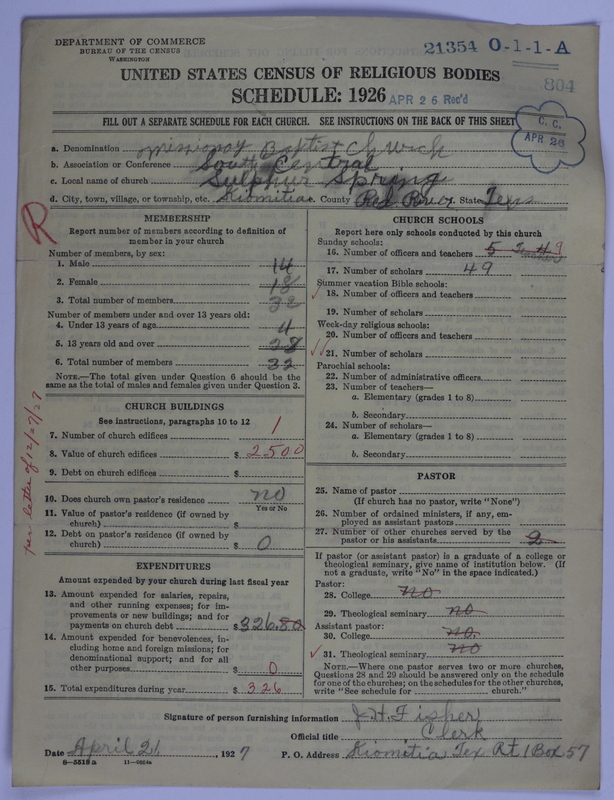 DEPARTMENT OF COMMERCE
BUREAU OF THE CENSUS
WASHINGTON
21354 O-1-1-A
804
UNITED STATES CENSUS OF RELIGIOUS BODIES
SCHEDULE: 1926
APR 26 Rec'd
C. C.
APR 26
FILL OUT A SEPARATE SCHEDULE FOR EACH CHURCH. SEE INSTRUCTIONS ON THE BACK OF THIS SHEET
a. Denomination Missionary Baptist Church
b. Association or Conference South Central
c. Local name of church Sulphur Spring
d. City, town, village, or township, etc. Kiomitia County Red River State Texas
R
MEMBERSHIP
Report number of members according to definition of
member in your church
Number of members, by sex:
1. Male 14
2. Female 18
3. Total number of members 32
Number of members under and over 13 years old:
4. Under 13 years of age 4
5. 13 years old and over 28
6. Total number of members 32
NOTE.—The total given under Question 6 should be the
same as the total of males and females given under Question 3.
per letter of 12/27/27
CHURCH BUILDINGS
See instructions, paragraphs 10 to 12
7. Number of church edifices 1
8. Value of church edifices $ 2500
9. Debt on church edifices $
10. Does church own pastor's residence no
Yes or No
11. Value of pastor's residence (if owned by
church) $
12. Debt on pastor's residence (if owned by
church) $ 0
EXPENDITURES
Amount expended by your church during last fiscal year
13. Amount expended for salaries, repairs,
and other running expenses; for im-
provements or new buildings; and for
payments on church debt $ 326.80
14. Amount expended for benevolences, in-
cluding home and foreign missions; for
denominational support; and for all
other purposes $ 0
15. Total expenditures during year $ 326
CHURCH SCHOOLS
Report here only schools conducted by this church
Sunday schools:
16. Number of officers and teachers 5
17. Number of scholars 49
Summer vacation Bible schools:
18. Number of officers and teachers
19. Number of scholars
Week-day religious schools:
20. Number of officers and teachers
21. Number of scholars
Parochial schools:
22. Number of administrative officers
23. Number of teachers—
a. Elementary (grades 1 to 8)
b. Secondary
24. Number of scholars—
a. Elementary (grades 1 to 8)
b. Secondary
PASTOR
25. Name of pastor
(If church has no pastor, write "None")
26. Number of ordained ministers, if any, em-
ployed as assistant pastors
27. Number of other churches served by the
pastor or his assistants 2
If pastor (or assistant pastor) is a graduate of a college or
theological seminary, give name of institution below. (If
not a graduate, write "No" in the space indicated.)
Pastor:
28. College no
29. Theological seminary no
Assistant pastor:
30. College no.
31. Theological seminary no
NOTE.—Where one pastor serves two or more churches,
Questions 28 and 29 should be answered only on the schedule
for one of the churches; on the schedules for the other churches,
write "See schedule for church."
Signature of person furnishing information J. H. Fisher
Official title Clerk
Date April 21 1927 P. O. Address Kiomitia Tex Rt 1 Box 57
8-5518 a 11-9054a